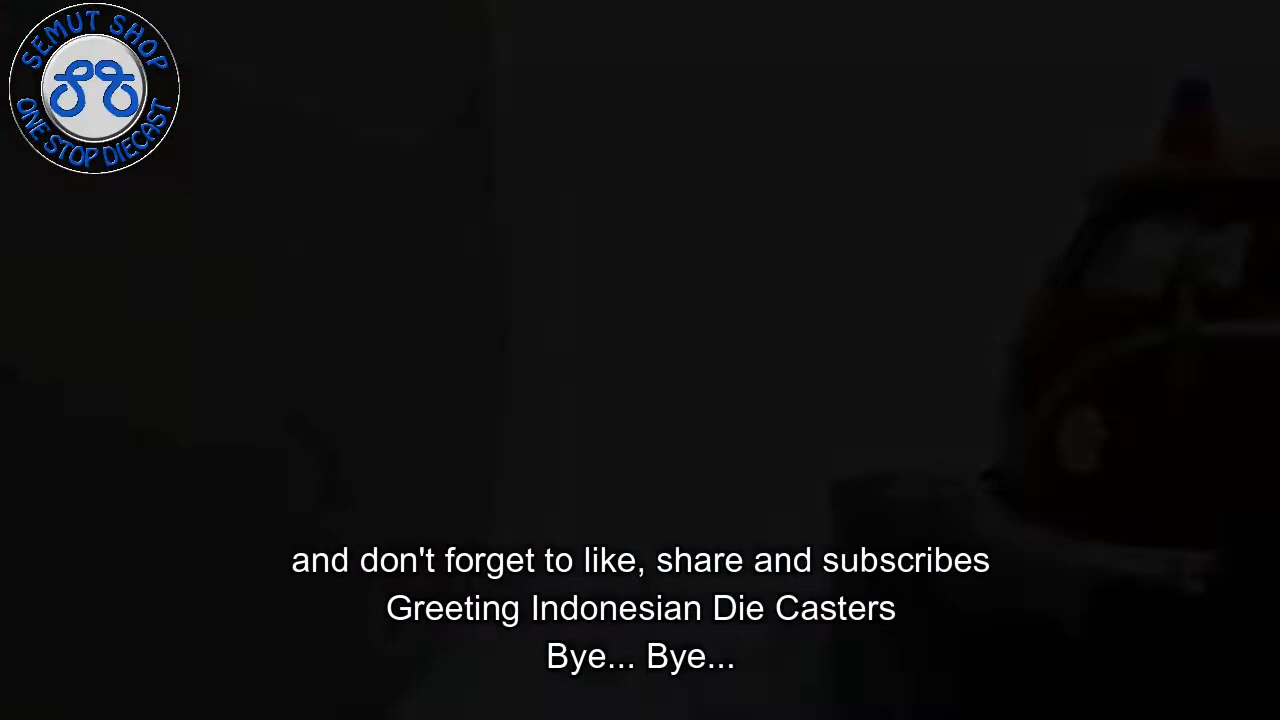 SEMUT SHOP
ONE STOP DIECAST
and don't forget to like, share and subscribes
Greeting Indonesian Die Casters
Bye... Bye...